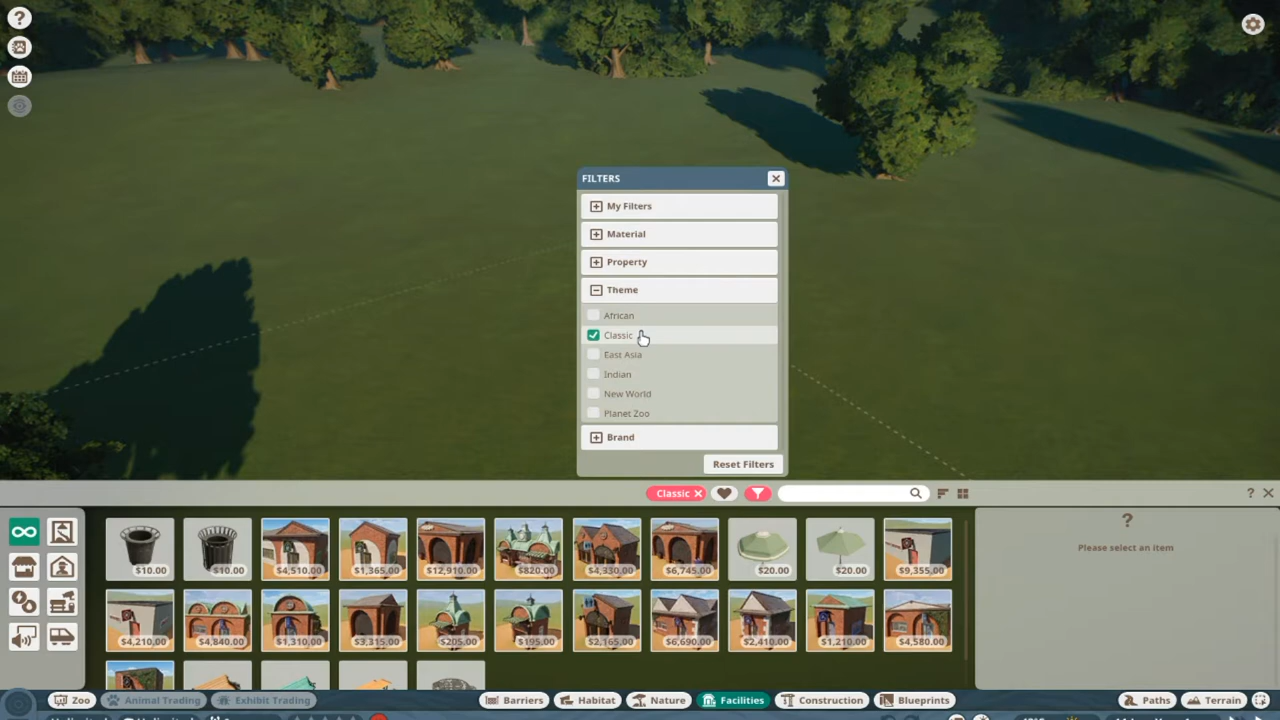 ?
FILTERS
My Filters
Material
Property
Theme
African
Classic
East Asia
Indian
New World
Planet Zoo
Brand
Reset Filters
Classic
?
?
Please select an item
$10.00 $10.00 $4,510.00 $1,365.00 $12,910.00 $820.00 $4,330.00 $6,745.00 $20.00 $20.00 $9,355.00
$4,210.00 $4,840.00 $1,310.00 $3,315.00 $205.00 $195.00 $2,165.00 $6,690.00 $2,410.00 $1,210.00 $4,580.00
Zoo Animal Trading Exhibit Trading Barriers Habitat Nature Facilities Construction Blueprints Paths Terrain